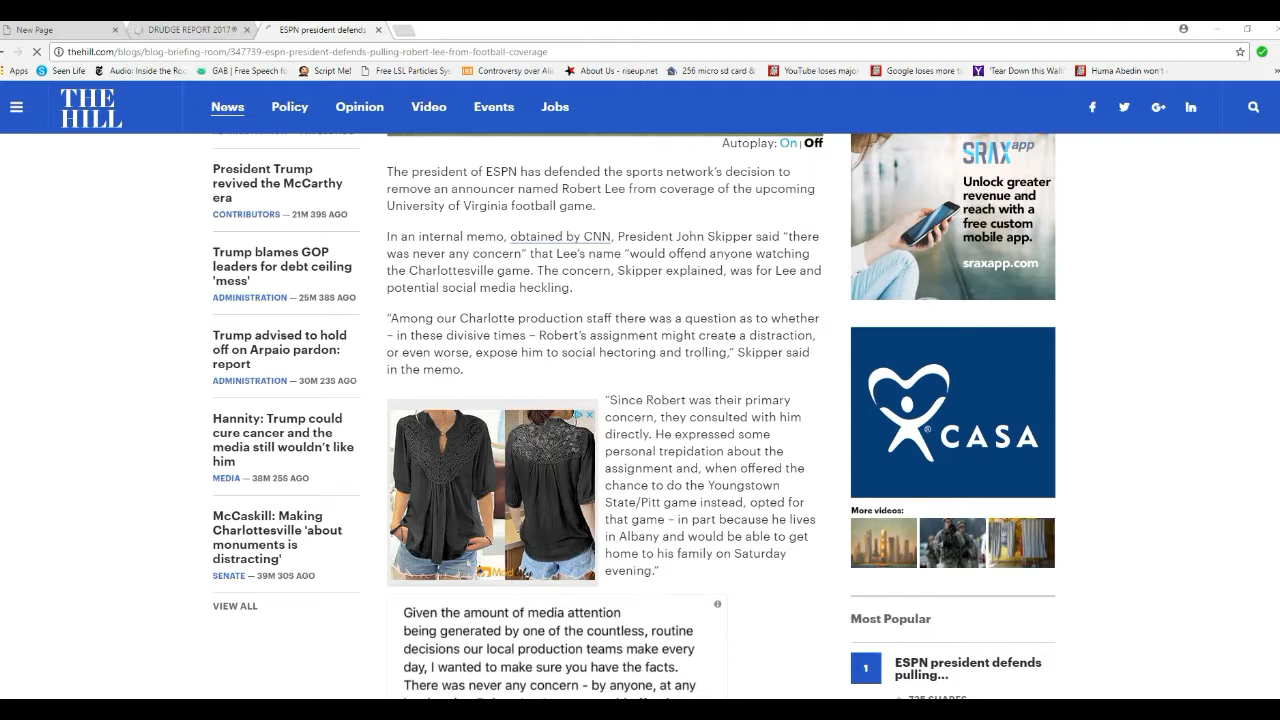 New Page
DRUDGE REPORT 2017®
ESPN president defends
thehill.com/blogs/blog-briefing-room/347739-espn-president-defends-pulling-robert-lee-from-football-coverage
Apps
Seen Life
Audio: Inside the Ro
GAB | Free Speech fo
Script Me!
Free LSL Particles Sys
Controversy over Ali
About Us - riseup.net
256 micro sd card &
YouTube loses major
Google loses more t
'Tear Down this Wall
Huma Abedin won't
THE
HILL
News
Policy
Opinion
Video
Events
Jobs
President Trump
revived the McCarthy
era
CONTRIBUTORS — 21M 39S AGO
Trump blames GOP
leaders for debt ceiling
'mess'
ADMINISTRATION — 25M 38S AGO
Trump advised to hold
off on Arpaio pardon:
report
ADMINISTRATION — 30M 23S AGO
Hannity: Trump could
cure cancer and the
media still wouldn't like
him
MEDIA — 38M 25S AGO
McCaskill: Making
Charlottesville 'about
monuments is
distracting'
SENATE — 39M 30S AGO
VIEW ALL
Autoplay: On | Off
The president of ESPN has defended the sports network's decision to
remove an announcer named Robert Lee from coverage of the upcoming
University of Virginia football game.
In an internal memo, obtained by CNN, President John Skipper said "there
was never any concern" that Lee's name "would offend anyone watching
the Charlottesville game. The concern, Skipper explained, was for Lee and
potential social media heckling.
"Among our Charlotte production staff there was a question as to whether
– in these divisive times – Robert's assignment might create a distraction,
or even worse, expose him to social hectoring and trolling," Skipper said
in the memo.
"Since Robert was their primary
concern, they consulted with him
directly. He expressed some
personal trepidation about the
assignment and, when offered the
chance to do the Youngstown
State/Pitt game instead, opted for
that game – in part because he lives
in Albany and would be able to get
home to his family on Saturday
evening."
Given the amount of media attention
being generated by one of the countless, routine
decisions our local production teams make every
day, I wanted to make sure you have the facts.
There was never any concern - by anyone, at any
SRAX app
Unlock greater
revenue and
reach with a
free custom
mobile app.
sraxapp.com
CASA
More videos:
Most Popular
1
ESPN president defends
pulling...